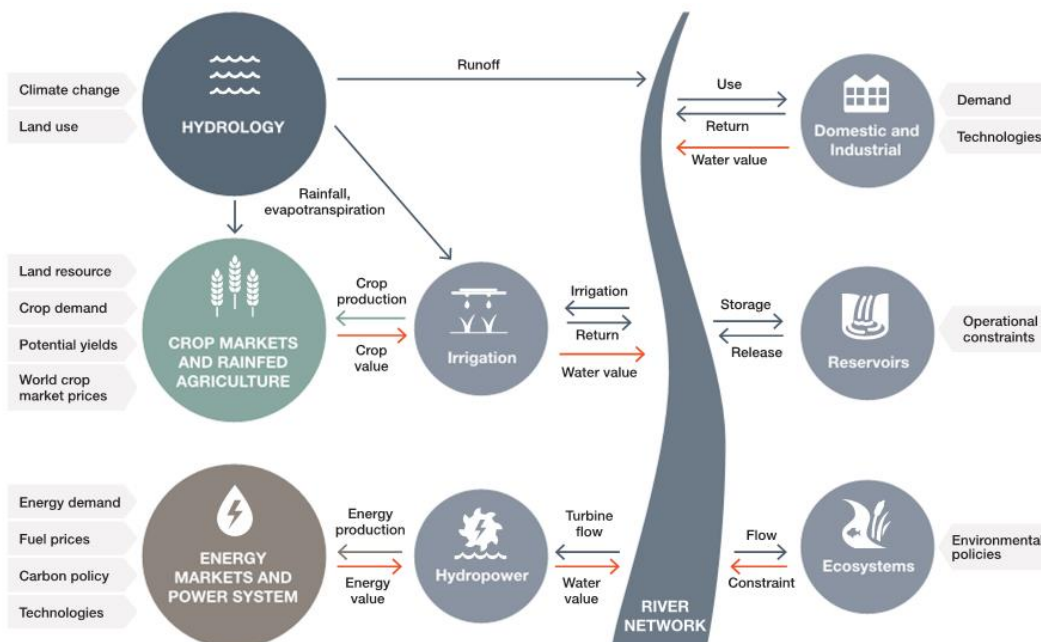 Climate change
Land use
HYDROLOGY
Runoff
Rainfall,
evapotranspiration
Use
Return
Water value
Domestic and
Industrial
Demand
Technologies
Land resource
Crop demand
Potential yields
World crop
market prices
CROP MARKETS
AND RAINFED
AGRICULTURE
Crop
production
Crop
value
Irrigation
Irrigation
Return
Water value
Storage
Release
Reservoirs
Operational
constraints
Energy demand
Fuel prices
Carbon policy
Technologies
ENERGY
MARKETS AND
POWER SYSTEM
Energy
production
Energy
value
Hydropower
Turbine
flow
Water
value
RIVER
NETWORK
Flow
Constraint
Ecosystems
Environmental
policies